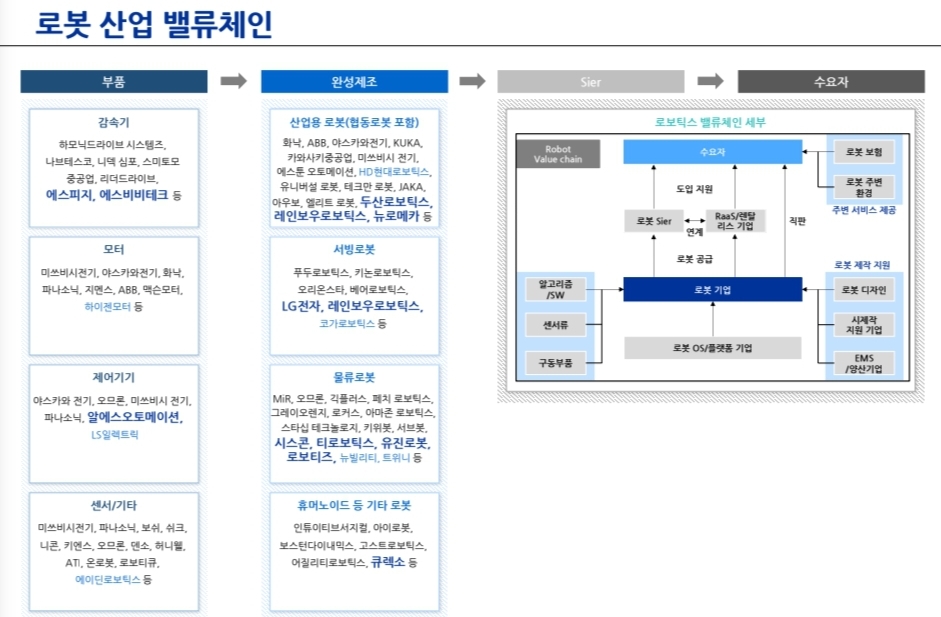 로봇 산업 밸류체인
부품
완성제조
Sier
수요자
감속기
하모닉드라이브 시스템즈,
나브테스코, 니덱 심포, 스미토모
중공업, 리더드라이브,
에스피지, 에스비비테크 등
모터
미쓰비시전기, 야스카와전기, 화낙,
파나소닉, 지멘스, ABB, 맥슨모터,
하이젠모터 등
제어기기
야스카와 전기, 오므론, 미쓰비시 전기,
파나소닉, 알에스오토메이션,
LS일렉트릭
센서/기타
미쓰비시전기, 파나소닉, 보쉬, 쉬크,
니콘, 키엔스, 오므론, 덴소, 허니웰,
ATI, 온로봇, 로보티큐,
에이딘로보틱스 등
산업용 로봇(협동로봇 포함)
화낙, ABB, 야스카와전기, KUKA,
카와사키중공업, 미쓰비시 전기,
에스툰 오토메이션, HD현대로보틱스,
유니버설 로봇, 테크만 로봇, JAKA,
아우보, 엘리트 로봇, 두산로보틱스,
레인보우로보틱스, 뉴로메카 등
서빙로봇
푸두로보틱스, 키논로보틱스,
오리온스타, 베어로보틱스,
LG전자, 레인보우로보틱스,
코가로보틱스 등
물류로봇
MiR, 오므론, 긱플러스, 페치 로보틱스,
그레이오렌지, 로커스, 아마존 로보틱스,
스타십 테크놀로지, 키위봇, 서브봇,
시스콘, 티로보틱스, 유진로봇,
로보티즈, 뉴빌리티, 트위니 등
휴머노이드 등 기타 로봇
인튜이티브서지컬, 아이로봇,
보스턴다이내믹스, 고스트로보틱스,
어질리티로보틱스, 큐렉소 등
로보틱스 밸류체인 세부
Robot
Value chain
수요자
로봇 보험
로봇 주변
환경
주변 서비스 제공
도입 지원
로봇 Sier
연계
RaaS/렌탈
리스 기업
직판
로봇 공급
로봇 제작 지원
알고리즘
/SW
센서류
구동부품
로봇 기업
로봇 OS/플랫폼 기업
로봇 디자인
시제작
지원 기업
EMS
/양산기업